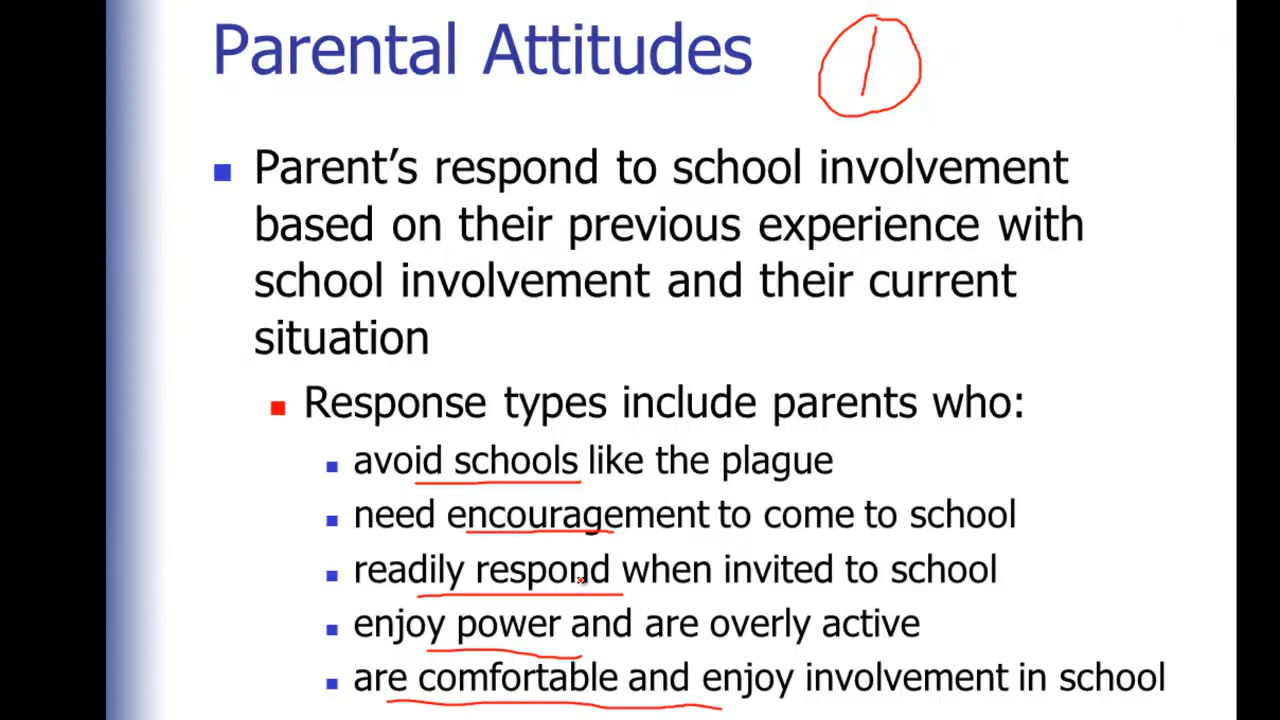 Parental Attitudes 1
Parent's respond to school involvement
based on their previous experience with
school involvement and their current
situation
Response types include parents who:
avoid schools like the plague
need encouragement to come to school
readily respond when invited to school
enjoy power and are overly active
are comfortable and enjoy involvement in school